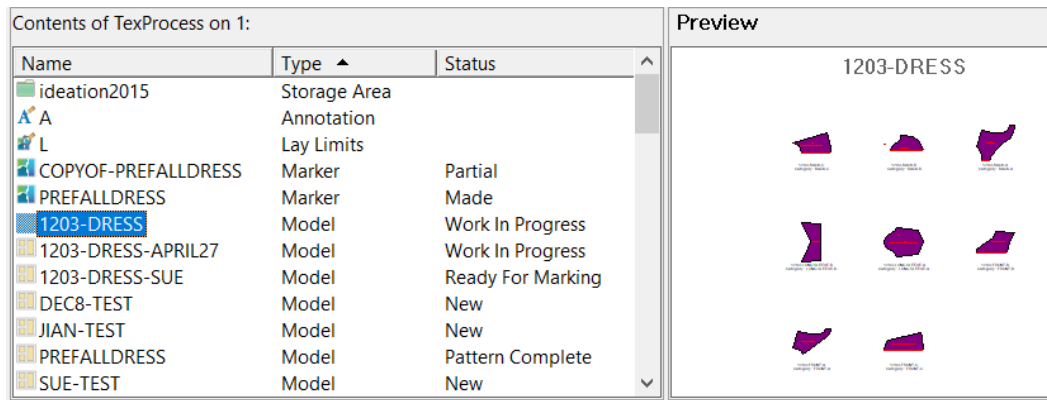 Contents of TexProcess on 1:
Name Type Status
ideation2015 Storage Area
A Annotation
L Lay Limits
COPYOF-PREFALLDRESS Marker Partial
PREFALLDRESS Marker Made
1203-DRESS Model Work In Progress
1203-DRESS-APRIL27 Model Work In Progress
1203-DRESS-SUE Model Ready For Marking
DEC8-TEST Model New
JIAN-TEST Model New
PREFALLDRESS Model Pattern Complete
SUE-TEST Model New
Preview
1203-DRESS